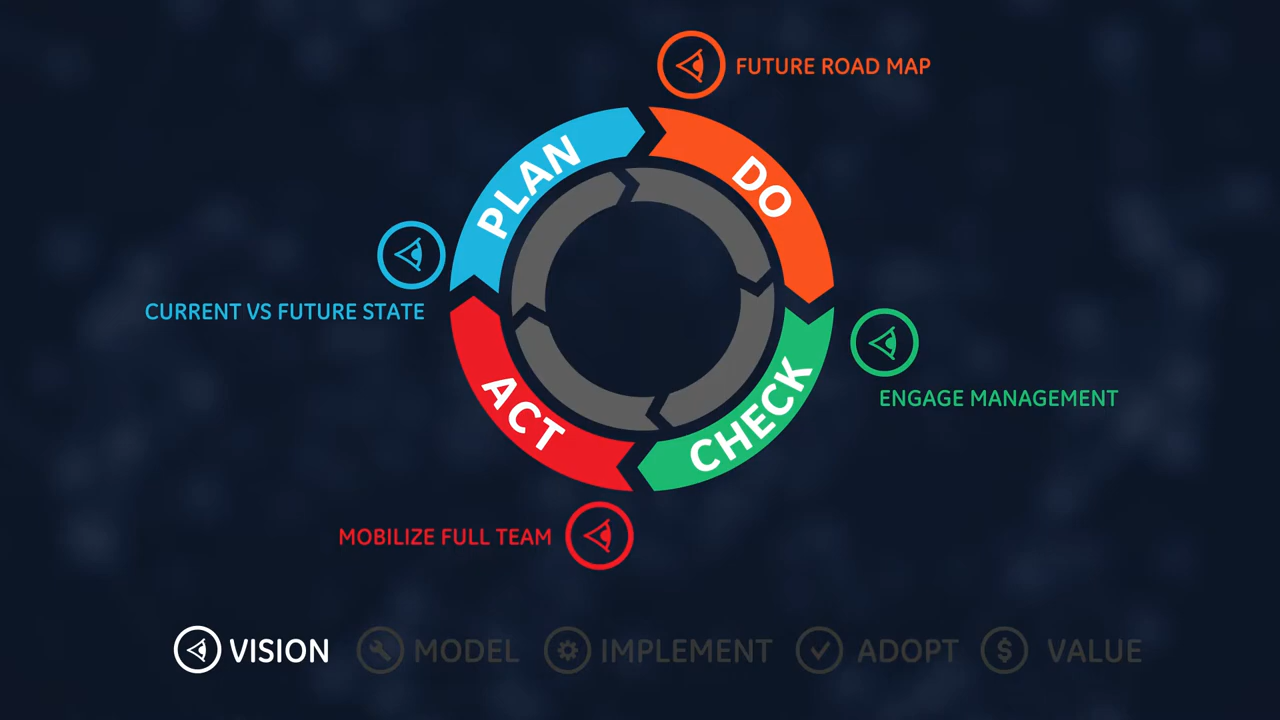 FUTURE ROAD MAP
PLAN
DO
CURRENT VS FUTURE STATE
ENGAGE MANAGEMENT
ACT
CHECK
MOBILIZE FULL TEAM
VISION
MODEL
IMPLEMENT
ADOPT
$
VALUE